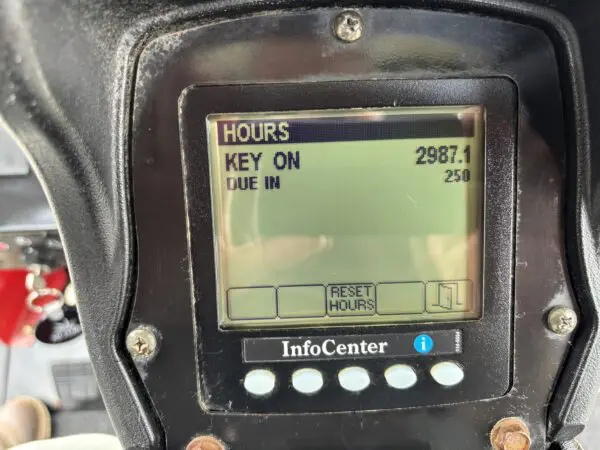 HOURS
KEY ON 2987.1
DUE IN 250
RESET
HOURS
InfoCenter i